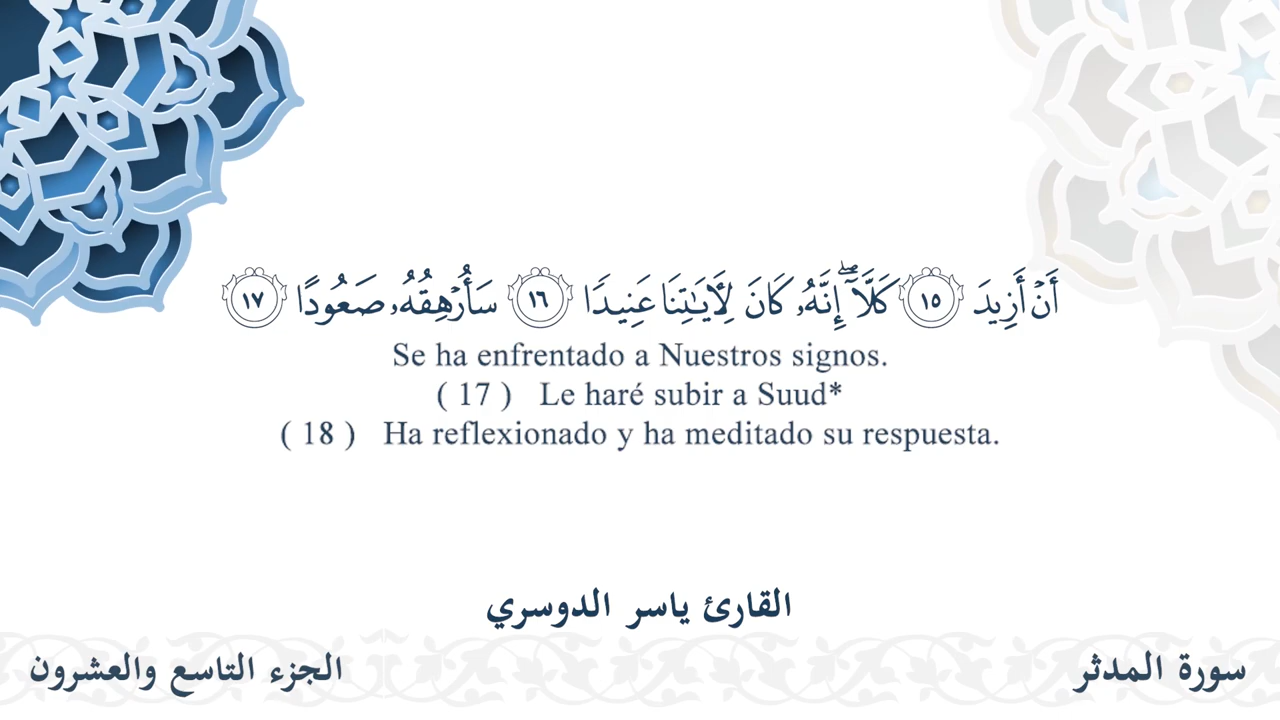 أَنۡ أَزِيدَ ١٥ كَلَّآۖ إِنَّهُۥ كَانَ لِأٓيَٰتِنَا عَنِيدٗا ١٦ سَأُرۡهِقُهُۥ صَعُودًا ١٧
Se ha enfrentado a Nuestros signos.
( 17 ) Le haré subir a Suud*
( 18 ) Ha reflexionado y ha meditado su respuesta.
القارئ ياسر الدوسري
سورة المدثر
الجزء التاسع والعشرون